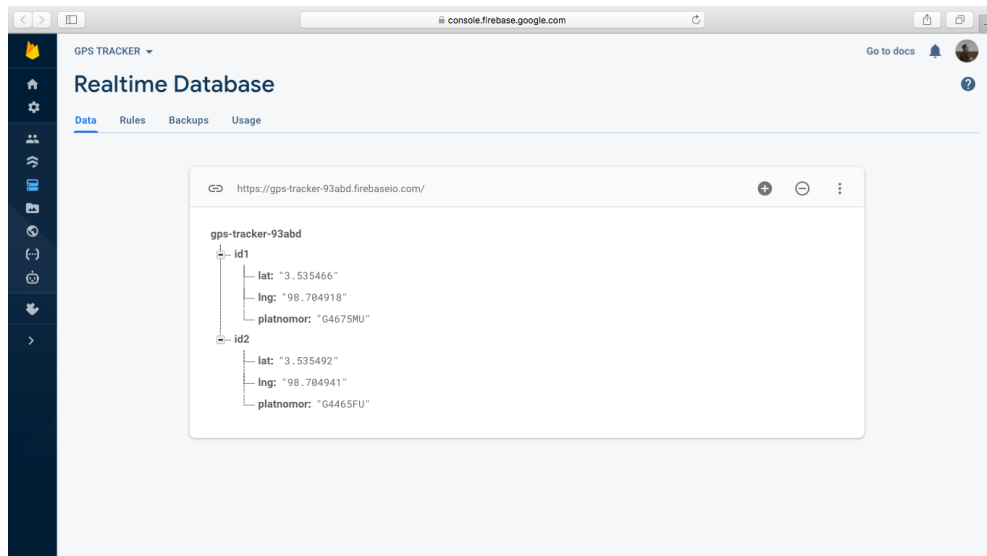 console.firebase.google.com
GPS TRACKER
Go to docs
Realtime Database
?
Data Rules Backups Usage
https://gps-tracker-93abd.firebaseio.com/
gps-tracker-93abd
id1
lat: "3.535466"
lng: "98.704918"
platnomor: "G4675MU"
id2
lat: "3.535492"
lng: "98.704941"
platnomor: "G4465FU"